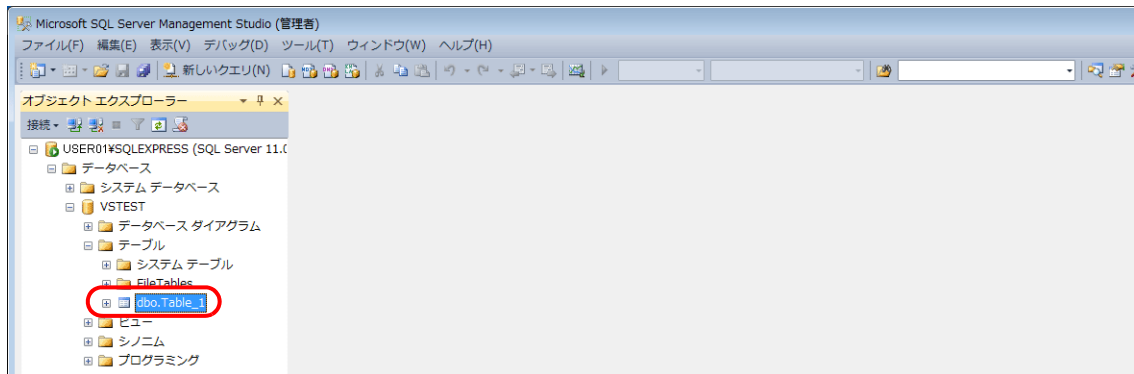 Microsoft SQL Server Management Studio (管理者)
ファイル(F) 編集(E) 表示(V) デバッグ(D) ツール(T) ウィンドウ(W) ヘルプ(H)
新しいクエリ(N)
オブジェクト エクスプローラー
接続
USER01¥SQLEXPRESS (SQL Server 11.0
データベース
システム データベース
VSTEST
データベース ダイアグラム
テーブル
システム テーブル
FileTables
dbo.Table_1
ビュー
シノニム
プログラミング